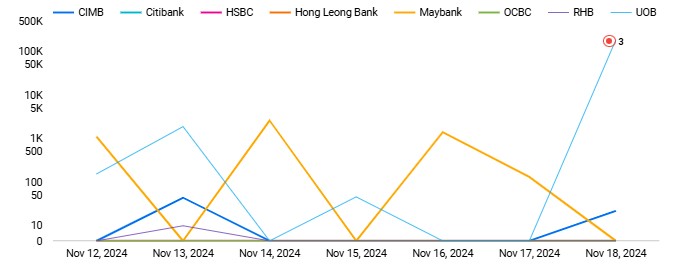 CIMB Citibank HSBC Hong Leong Bank Maybank OCBC RHB UOB
500K
100K
50K
10K
5K
1K
500
100
50
10
0
3
Nov 12, 2024 Nov 13, 2024 Nov 14, 2024 Nov 15, 2024 Nov 16, 2024 Nov 17, 2024 Nov 18, 2024